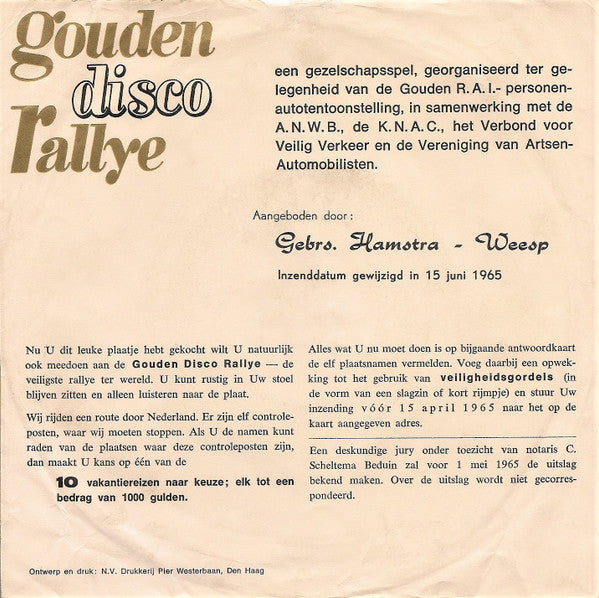 gouden
disco
rallye
een gezelschapsspel, georganiseerd ter ge-
legenheid van de Gouden R.A.I.- personen-
autotentoonstelling, in samenwerking met de
A.N.W.B., de K.N.A.C., het Verbond voor
Veilig Verkeer en de Vereniging van Artsen-
Automobilisten.
Aangeboden door:
Gebrs. Hamstra - Weesp
Inzenddatum gewijzigd in 15 juni 1965
Nu U dit leuke plaatje hebt gekocht wilt U natuurlijk
ook meedoen aan de Gouden Disco Rallye — de
veiligste rallye ter wereld. U kunt rustig in Uw stoel
blijven zitten en alleen luisteren naar de plaat.
Wij rijden een route door Nederland. Er zijn elf controle-
posten, waar wij moeten stoppen. Als U de namen kunt
raden van de plaatsen waar deze controleposten zijn,
dan maakt U kans op één van de
10 vakantiereizen naar keuze; elk tot een
bedrag van 1000 gulden.
Alles wat U nu moet doen is op bijgaande antwoordkaart
de elf plaatsnamen vermelden. Voeg daarbij een opwek-
king tot het gebruik van veiligheidsgordels (in
de vorm van een slagzin of kort rijmpje) en stuur Uw
inzending vóór 15 april 1965 naar het op de
kaart aangegeven adres.
Een deskundige jury onder toezicht van notaris C.
Scheltema Beduin zal voor 1 mei 1965 de uitslag
bekend maken. Over de uitslag wordt niet gecorres-
pondeerd.
Ontwerp en druk: N.V. Drukkerij Pier Westerbaan, Den Haag